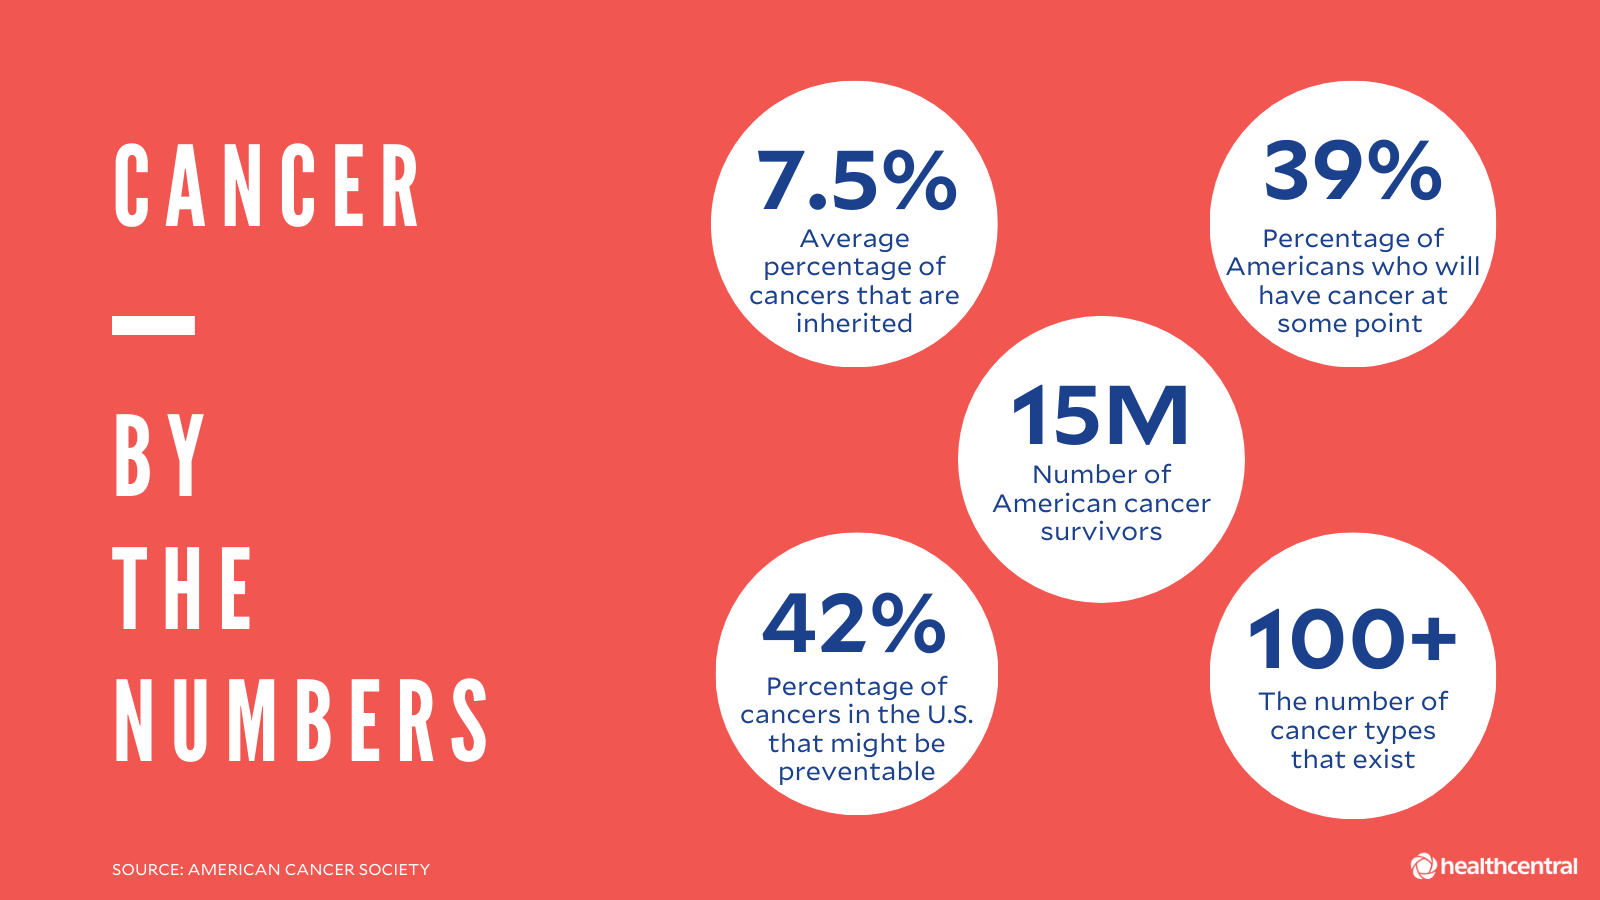 CANCER
BY
THE
NUMBERS
7.5%
Average
percentage of
cancers that are
inherited
39%
Percentage of
Americans who will
have cancer at
some point
15M
Number of
American cancer
survivors
42%
Percentage of
cancers in the U.S.
that might be
preventable
100+
The number of
cancer types
that exist
SOURCE: AMERICAN CANCER SOCIETY
healthcentral